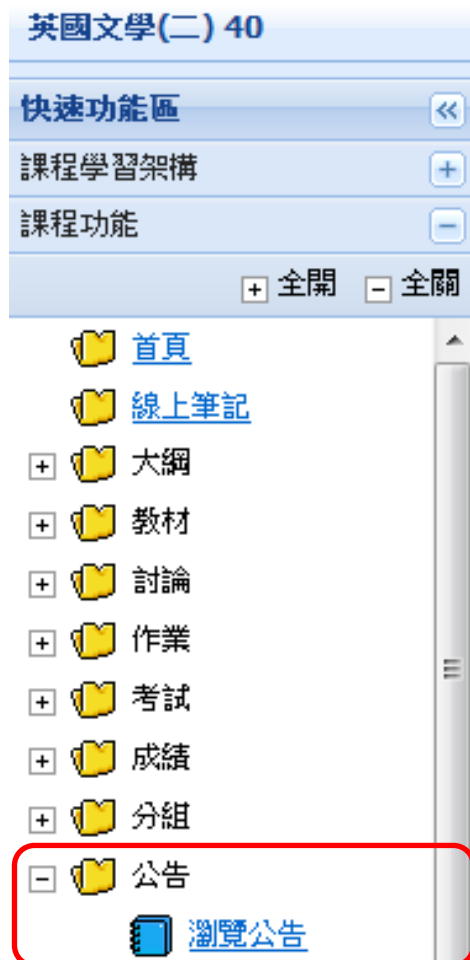 英國文學(二) 40
快速功能區
課程學習架構
課程功能
全開 全關
首頁
線上筆記
大綱
教材
討論
作業
考試
成績
分組
公告
瀏覽公告